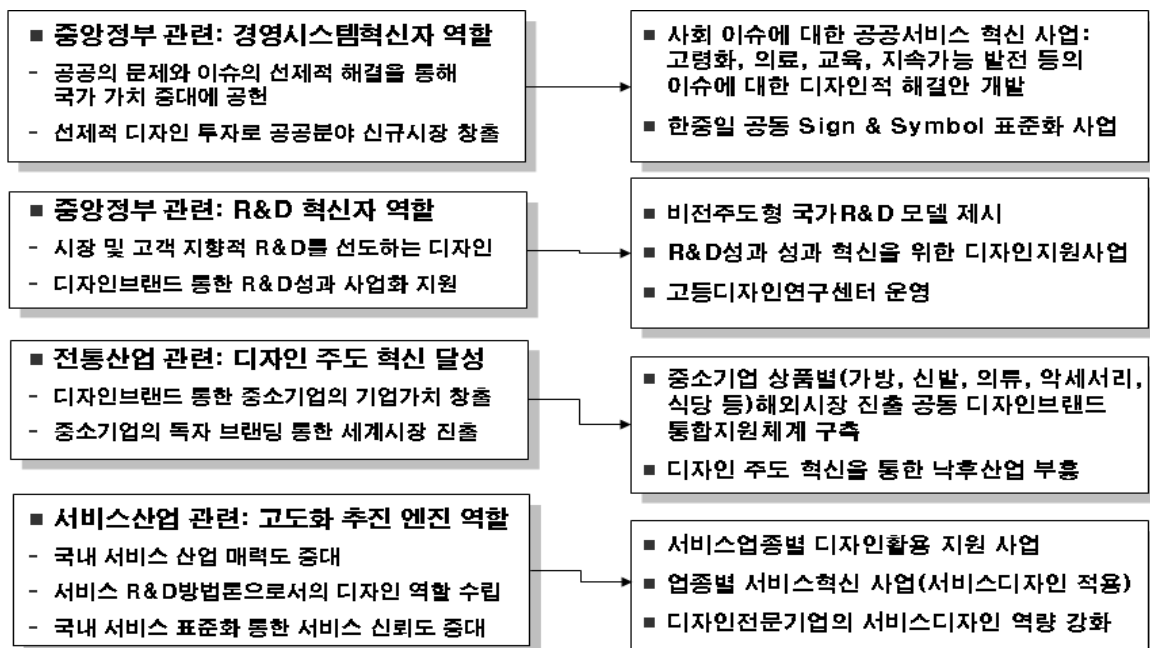 ■ 중앙정부 관련: 경영시스템혁신자 역할
- 공공의 문제와 이슈의 선제적 해결을 통해
국가 가치 증대에 공헌
- 선제적 디자인 투자로 공공분야 신규시장 창출
■ 사회 이슈에 대한 공공서비스 혁신 사업:
고령화, 의료, 교육, 지속가능 발전 등의
이슈에 대한 디자인적 해결안 개발
■ 한중일 공동 Sign & Symbol 표준화 사업
■ 중앙정부 관련: R&D 혁신자 역할
- 시장 및 고객 지향적 R&D를 선도하는 디자인
- 디자인브랜드 통한 R&D성과 사업화 지원
■ 비전주도형 국가R&D 모델 제시
■ R&D성과 성과 혁신을 위한 디자인지원사업
■ 고등디자인연구센터 운영
■ 전통산업 관련: 디자인 주도 혁신 달성
- 디자인브랜드 통한 중소기업의 기업가치 창출
- 중소기업의 독자 브랜딩 통한 세계시장 진출
■ 중소기업 상품별(가방, 신발, 의류, 악세서리,
식당 등)해외시장 진출 공동 디자인브랜드
통합지원체계 구축
■ 디자인 주도 혁신을 통한 낙후산업 부흥
■ 서비스산업 관련: 고도화 추진 엔진 역할
- 국내 서비스 산업 매력도 증대
- 서비스 R&D방법론으로서의 디자인 역할 수립
- 국내 서비스 표준화 통한 서비스 신뢰도 증대
■ 서비스업종별 디자인활용 지원 사업
■ 업종별 서비스혁신 사업(서비스디자인 적용)
■ 디자인전문기업의 서비스디자인 역량 강화